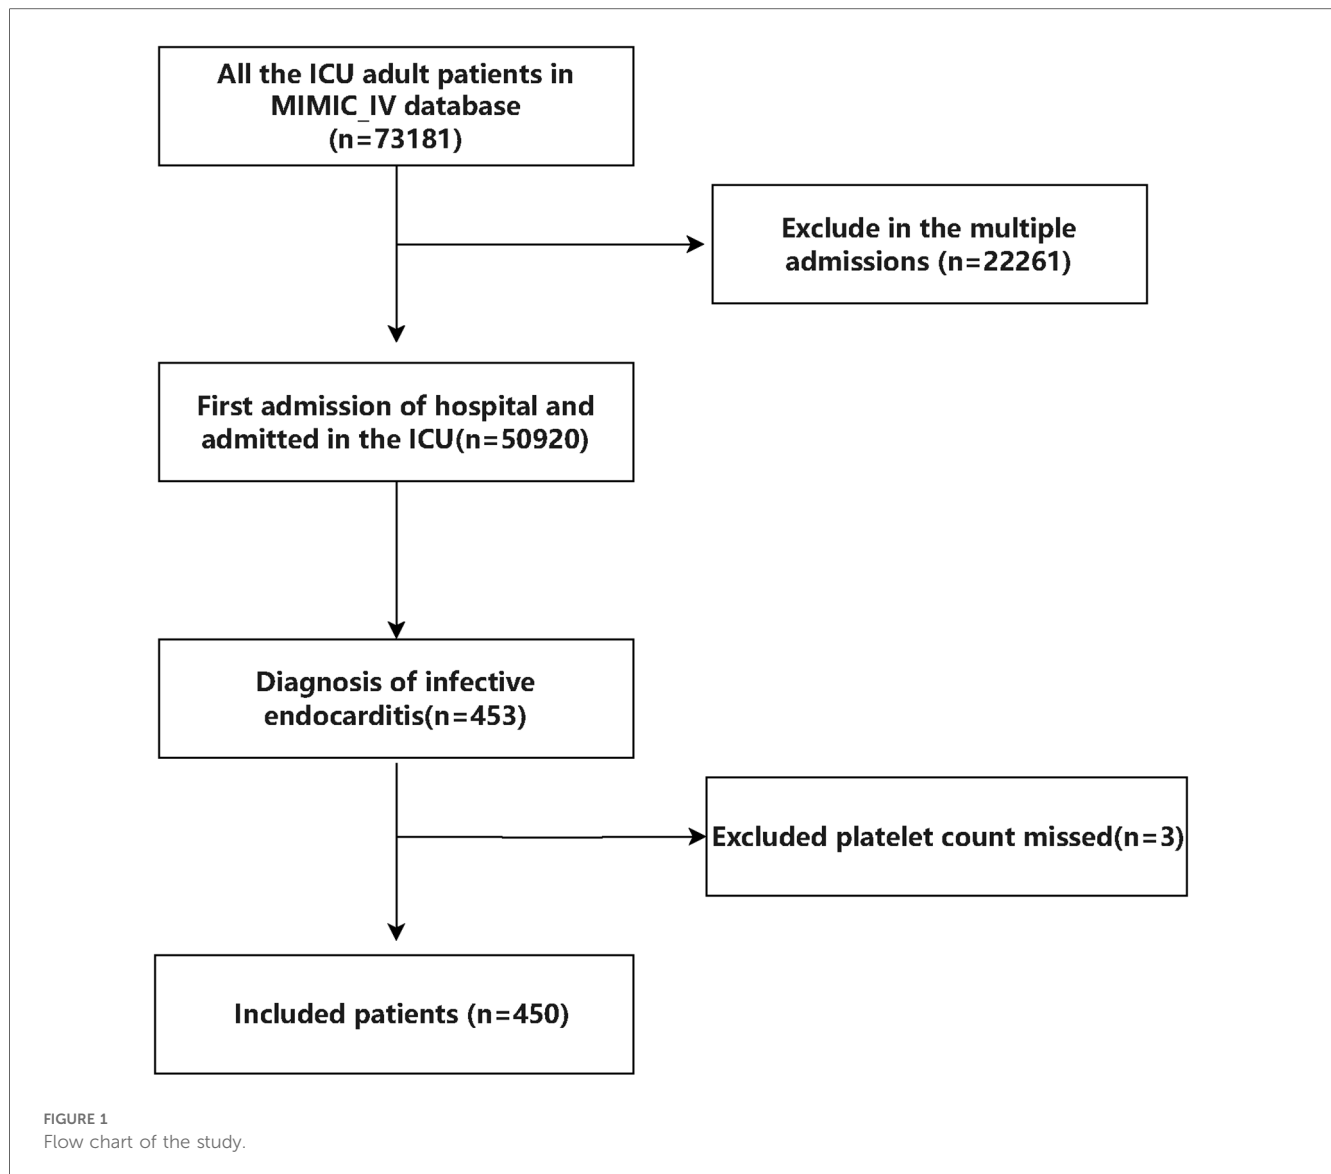 All the ICU adult patients in
MIMIC_IV database
(n=73181)
Exclude in the multiple
admissions (n=22261)
First admission of hospital and
admitted in the ICU(n=50920)
Diagnosis of infective
endocarditis(n=453)
Excluded platelet count missed(n=3)
Included patients (n=450)
FIGURE 1
Flow chart of the study.